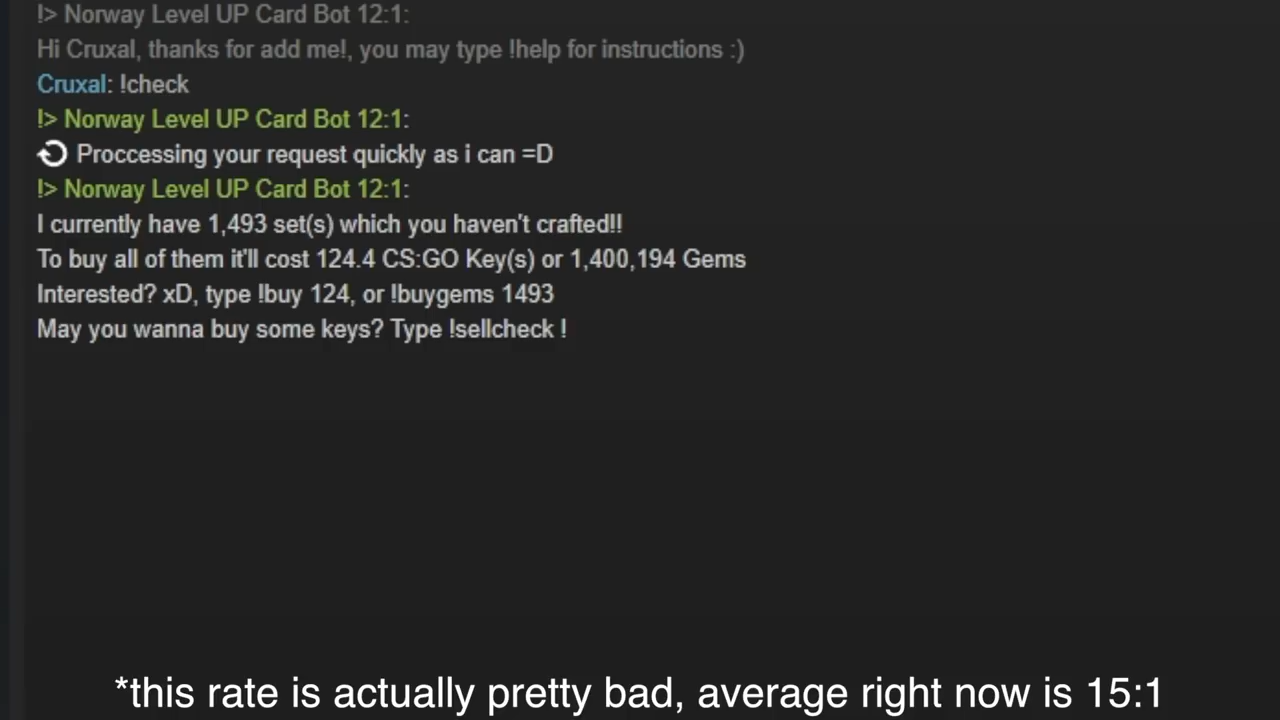 !> Norway Level UP Card Bot 12:1:
Hi Cruxal, thanks for add me!, you may type !help for instructions :)
Cruxal: !check
!> Norway Level UP Card Bot 12:1:
Proccessing your request quickly as i can =D
!> Norway Level UP Card Bot 12:1:
I currently have 1,493 set(s) which you haven't crafted!!
To buy all of them it'll cost 124.4 CS:GO Key(s) or 1,400,194 Gems
Interested? xD, type !buy 124, or !buygems 1493
May you wanna buy some keys? Type !sellcheck !
*this rate is actually pretty bad, average right now is 15:1